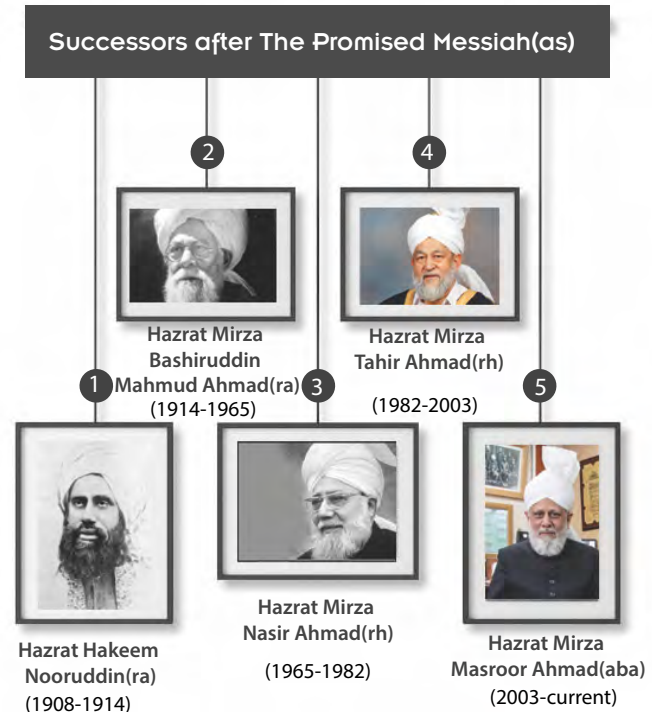 Successors after The Promised Messiah(as)
1
Hazrat Hakeem
Nooruddin(ra)
(1908-1914)
2
Hazrat Mirza
Bashiruddin
Mahmud Ahmad(ra)
(1914-1965)
3
Hazrat Mirza
Nasir Ahmad(rh)
(1965-1982)
4
Hazrat Mirza
Tahir Ahmad(rh)
(1982-2003)
5
Hazrat Mirza
Masroor Ahmad(aba)
(2003-current)